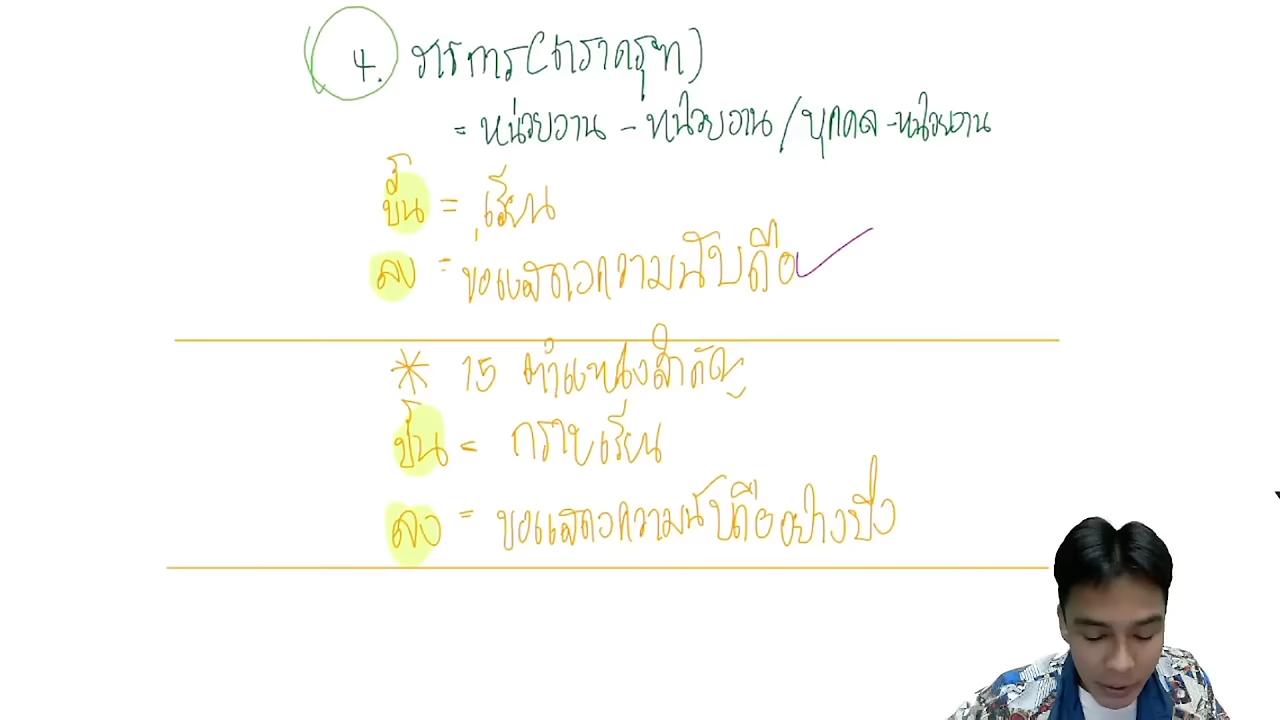 4. ราชการ(ตราครุฑ)
= หน่วยงาน - หน่วยงาน / บุคคล - หน่วยงาน
ขึ้น = เรียน
ลง = ขอแสดงความนับถือ
* 15 ตำแหน่งสำคัญ
ขึ้น = กราบเรียน
ลง = ขอแสดงความนับถืออย่างยิ่ง